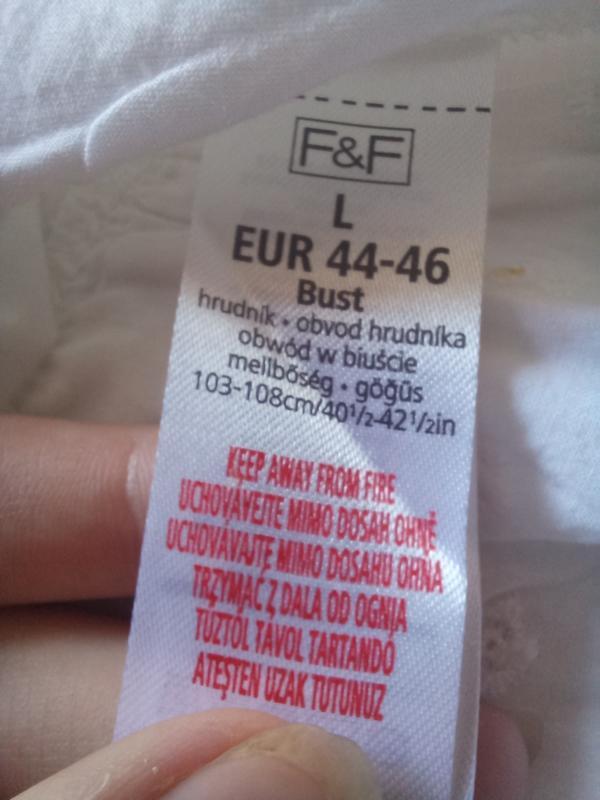 F&F
L
EUR 44-46
Bust
hrudník • obvod hrudníka
obwód w biuście
mellbőség • göğüs
103-108cm/40½-42½in
KEEP AWAY FROM FIRE
UCHOVÁVEJTE MIMO DOSAH OHNĚ
UCHOVÁVAJTE MIMO DOSAHU OHŇA
TRZYMAĆ Z DALA OD OGNIA
TŰZTŐL TÁVOL TARTANDÓ
ATEŞTEN UZAK TUTUNUZ